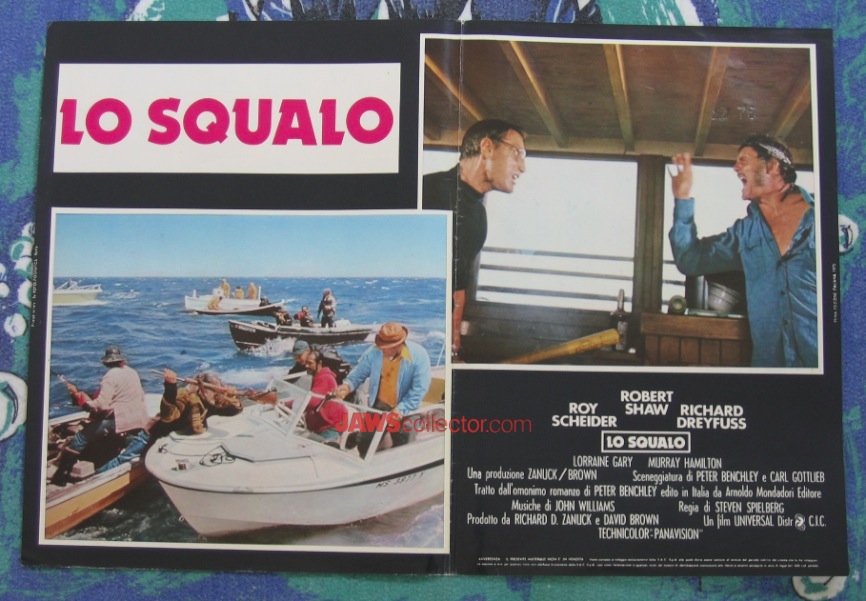 LO SQUALO
JAWScollector.com
ROY SCHEIDER
ROBERT SHAW
RICHARD DREYFUSS
LO SQUALO
LORRAINE GARY MURRAY HAMILTON
Una produzione ZANUCK/BROWN Sceneggiatura di PETER BENCHLEY e CARL GOTTLIEB
Tratto dall'omonimo romanzo di PETER BENCHLEY edito in Italia da Arnoldo Mondadori Editore
Musiche di JOHN WILLIAMS Regia di STEVEN SPIELBERG
Prodotto da RICHARD D. ZANUCK e DAVID BROWN Un film UNIVERSAL Distr C.I.C.
TECHNICOLOR PANAVISION